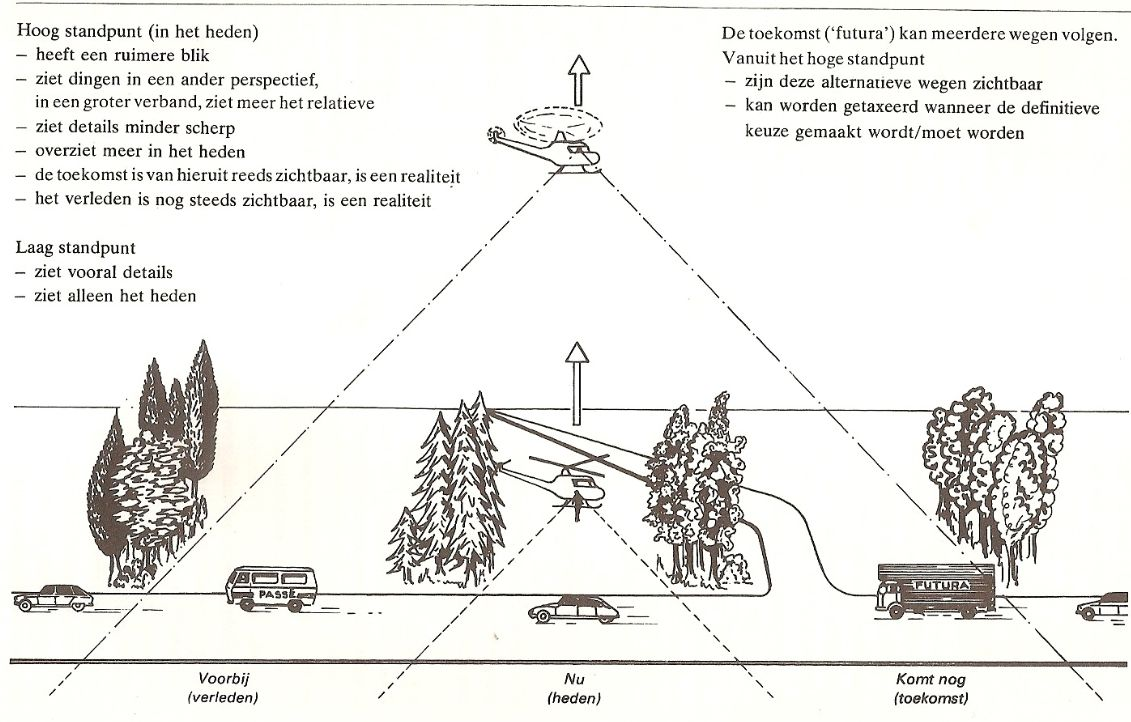 Hoog standpunt (in het heden)
– heeft een ruimere blik
– ziet dingen in een ander perspectief,
in een groter verband, ziet meer het relatieve
– ziet details minder scherp
– overziet meer in het heden
– de toekomst is van hieruit reeds zichtbaar, is een realiteit
– het verleden is nog steeds zichtbaar, is een realiteit
Laag standpunt
– ziet vooral details
– ziet alleen het heden
De toekomst (‘futura’) kan meerdere wegen volgen.
Vanuit het hoge standpunt
– zijn deze alternatieve wegen zichtbaar
– kan worden getaxeerd wanneer de definitieve
keuze gemaakt wordt/moet worden
PASSÉ
FUTURA
Voorbij
(verleden)
Nu
(heden)
Komt nog
(toekomst)